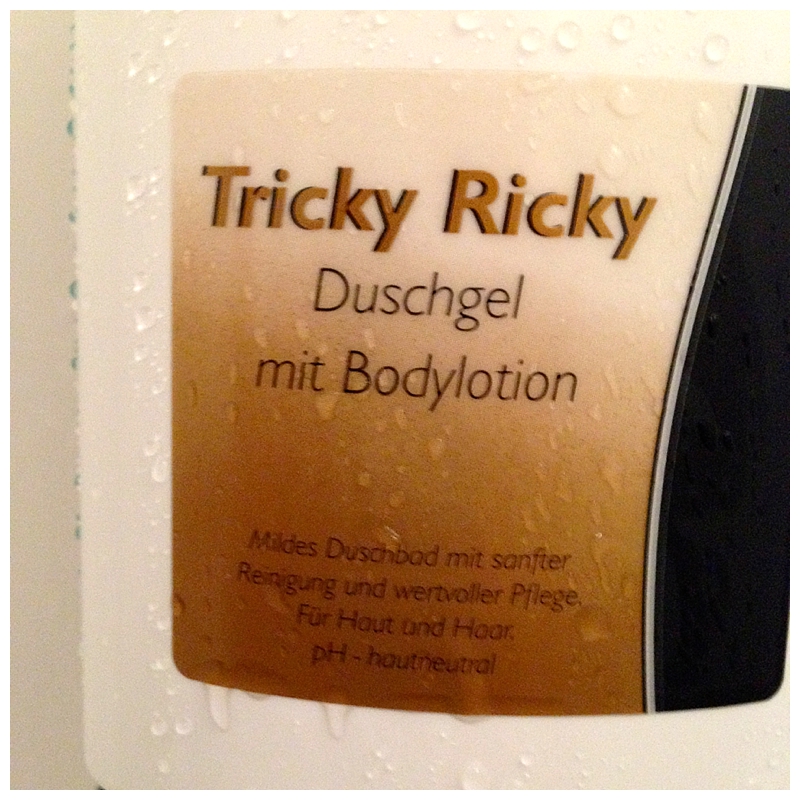 Tricky Ricky
Duschgel
mit Bodylotion
Mildes Duschbad mit sanfter
Reinigung und wertvoller Pflege.
Für Haut und Haar.
pH - hautneutral